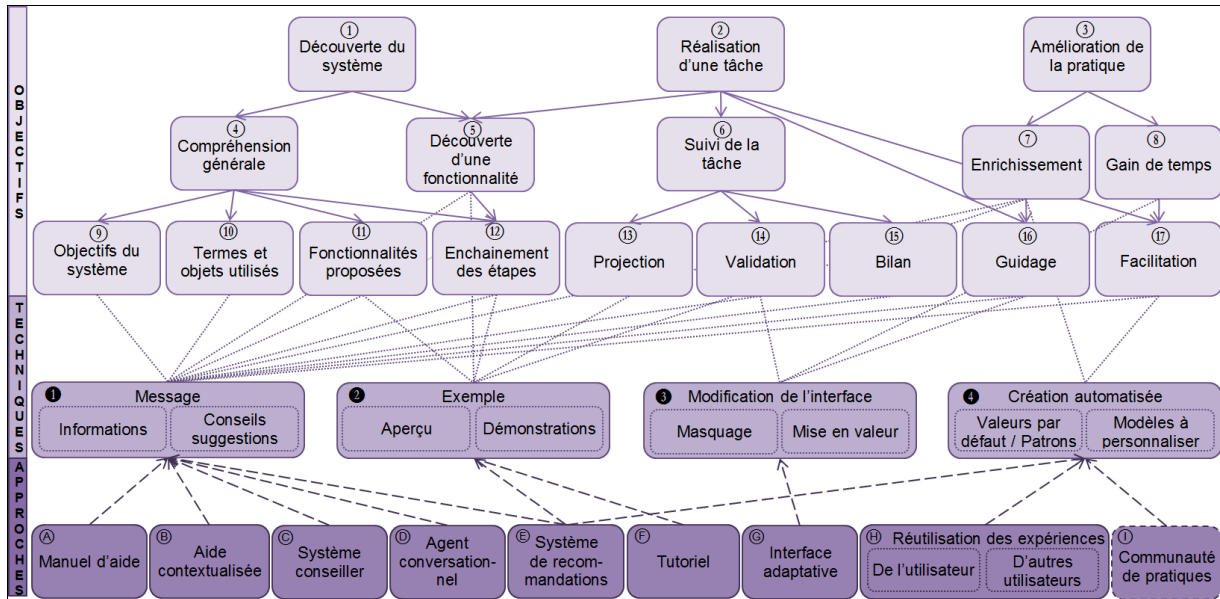 OBJECTIFS
①
Découverte du
système
②
Réalisation
d'une tâche
③
Amélioration de
la pratique
④
Compréhension
générale
⑤
Découverte
d'une
fonctionnalité
⑥
Suivi de la
tâche
⑦
Enrichissement
⑧
Gain de temps
⑨
Objectifs du
système
⑩
Termes et
objets utilisés
⑪
Fonctionnalités
proposées
⑫
Enchainement
des étapes
⑬
Projection
⑭
Validation
⑮
Bilan
⑯
Guidage
⑰
Facilitation
TECHNIQUES
❶ Message
Informations
Conseils
suggestions
❷ Exemple
Aperçu
Démonstrations
❸ Modification de l'interface
Masquage
Mise en valeur
❹ Création automatisée
Valeurs par
défaut / Patrons
Modèles à
personnaliser
APPROCHES
Ⓐ
Manuel d'aide
Ⓑ
Aide
contextualisée
Ⓒ
Système
conseiller
Ⓓ
Agent
conversation-
nel
Ⓔ
Système
de recom-
mandations
Ⓕ
Tutoriel
Ⓖ
Interface
adaptative
Ⓗ Réutilisation des expériences
De l'utilisateur
D'autres
utilisateurs
Ⓘ
Communauté
de pratiques